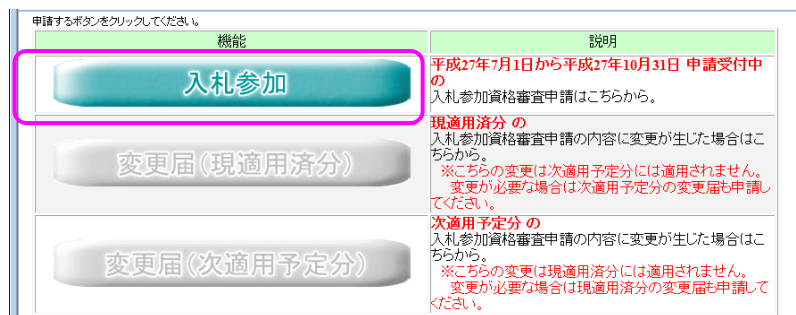 申請するボタンをクリックしてください。
機能
説明
入札参加
平成27年7月1日から平成27年10月31日 申請受付中
の
入札参加資格審査申請はこちらから。
変更届(現適用済分)
現適用済分 の
入札参加資格審査申請の内容に変更が生じた場合はこ
ちらから。
※こちらの変更は次適用予定分には適用されません。
変更が必要な場合は次適用予定分の変更届も申請し
てください。
変更届(次適用予定分)
次適用予定分 の
入札参加資格審査申請の内容に変更が生じた場合はこ
ちらから。
※こちらの変更は現適用済分には適用されません。
変更が必要な場合は現適用済分の変更届も申請して
ください。